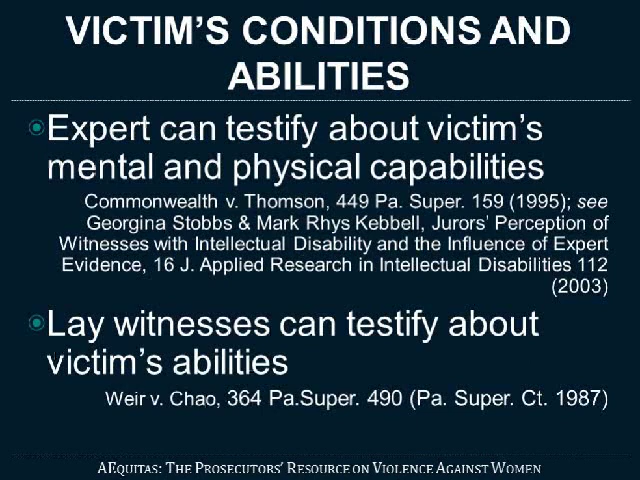 VICTIM'S CONDITIONS AND
ABILITIES
Expert can testify about victim's
mental and physical capabilities
Commonwealth v. Thomson, 449 Pa. Super. 159 (1995); see
Georgina Stobbs & Mark Rhys Kebbell, Jurors' Perception of
Witnesses with Intellectual Disability and the Influence of Expert
Evidence, 16 J. Applied Research in Intellectual Disabilities 112
(2003)
Lay witnesses can testify about
victim's abilities
Weir v. Chao, 364 Pa.Super. 490 (Pa. Super. Ct. 1987)
AEQUITAS: THE PROSECUTORS' RESOURCE ON VIOLENCE AGAINST WOMEN